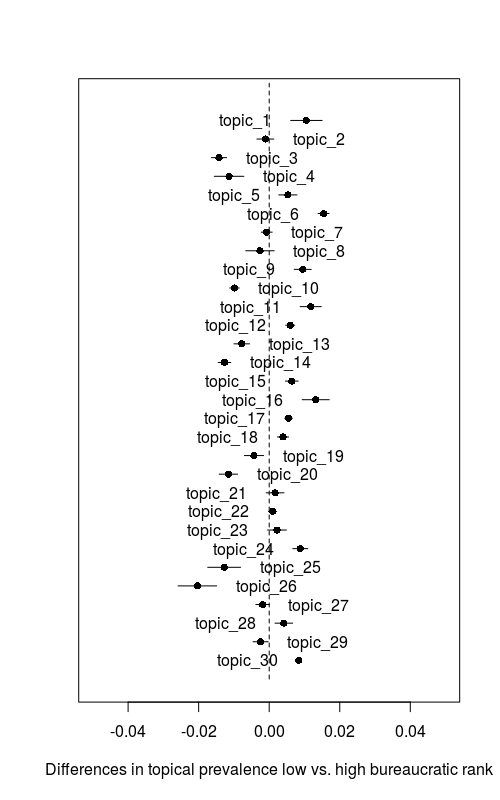 topic_1
topic_2
topic_3
topic_4
topic_5
topic_6
topic_7
topic_8
topic_9
topic_10
topic_11
topic_12
topic_13
topic_14
topic_15
topic_16
topic_17
topic_18
topic_19
topic_20
topic_21
topic_22
topic_23
topic_24
topic_25
topic_26
topic_27
topic_28
topic_29
topic_30
-0.04 -0.02 0.00 0.02 0.04
Differences in topical prevalence low vs. high bureaucratic rank